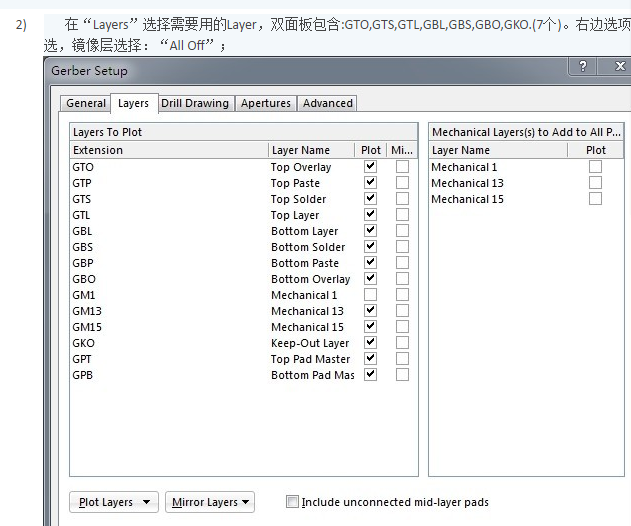 2) 在“Layers”选择需要用的Layer，双面板包含:GTO,GTS,GTL,GBL,GBS,GBO,GKO.(7个)。右边选项
选，镜像层选择：“All Off”；
Gerber Setup
General Layers Drill Drawing Apertures Advanced
Layers To Plot
Extension Layer Name Plot Mi...
GTO Top Overlay
GTP Top Paste
GTS Top Solder
GTL Top Layer
GBL Bottom Layer
GBS Bottom Solder
GBP Bottom Paste
GBO Bottom Overlay
GM1 Mechanical 1
GM13 Mechanical 13
GM15 Mechanical 15
GKO Keep-Out Layer
GPT Top Pad Master
GPB Bottom Pad Mas
Mechanical Layers(s) to Add to All P...
Layer Name Plot
Mechanical 1
Mechanical 13
Mechanical 15
Plot Layers Mirror Layers Include unconnected mid-layer pads